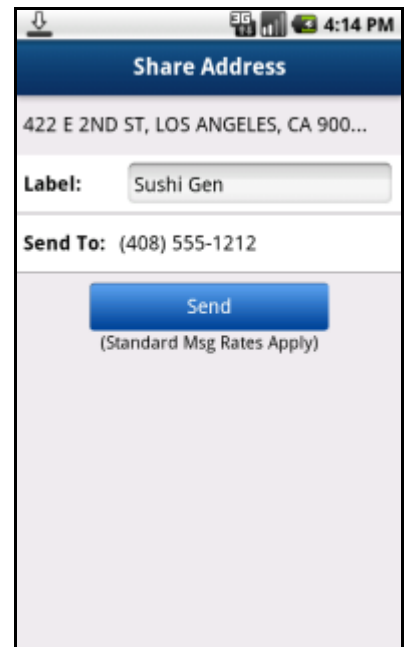 3G 4:14 PM
Share Address
422 E 2ND ST, LOS ANGELES, CA 900...
Label: Sushi Gen
Send To: (408) 555-1212
Send
(Standard Msg Rates Apply)